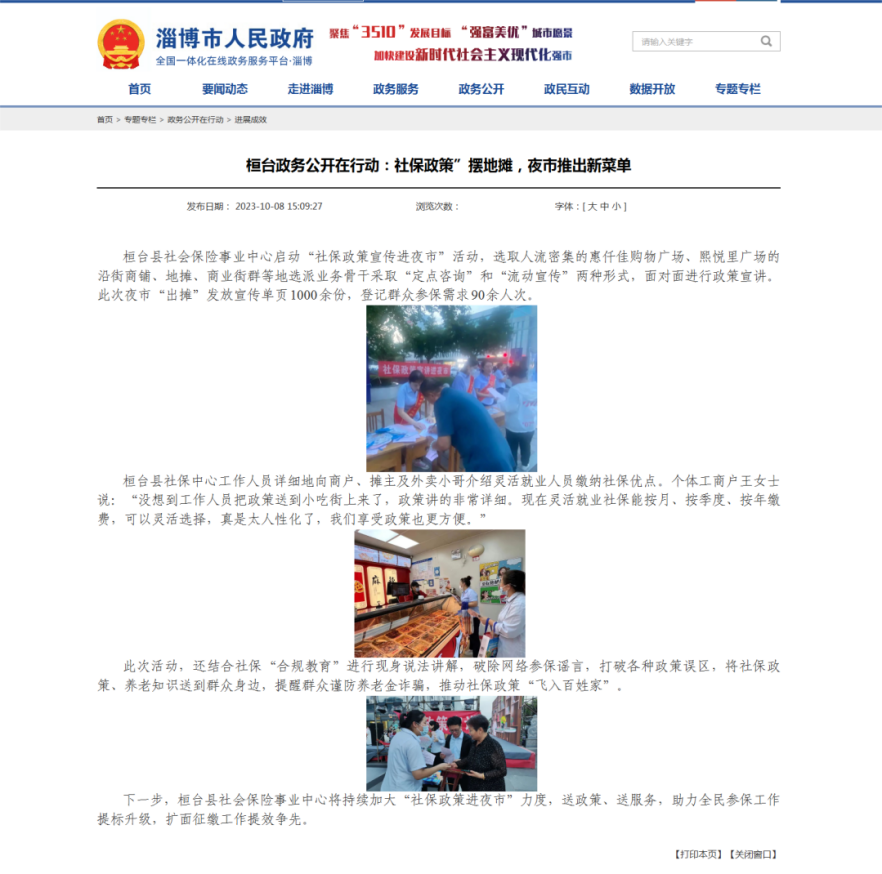 淄博市人民政府
全国一体化在线政务服务平台·淄博
聚焦“3510”发展目标 “强富美优”城市愿景
加快建设新时代社会主义现代化强市
请输入关键字
首页 要闻动态 走进淄博 政务服务 政务公开 政民互动 数据开放 专题专栏
首页 > 专题专栏 > 政务公开在行动 > 进展成效
桓台政务公开在行动：社保政策”摆地摊，夜市推出新菜单
发布日期： 2023-10-08 15:09:27 浏览次数： 字体：[ 大 中 小 ]
桓台县社会保险事业中心启动“社保政策宣传进夜市”活动，选取人流密集的惠仟佳购物广场、熙悦里广场的
沿街商铺、地摊、商业街群等地选派业务骨干采取“定点咨询”和“流动宣传”两种形式，面对面进行政策宣讲。
此次夜市“出摊”发放宣传单页1000余份，登记群众参保需求90余人次。
桓台县社保中心工作人员详细地向商户、摊主及外卖小哥介绍灵活就业人员缴纳社保优点。个体工商户王女士
说：“没想到工作人员把政策送到小吃街上来了，政策讲的非常详细。现在灵活就业社保能按月、按季度、按年缴
费，可以灵活选择，真是太人性化了，我们享受政策也更方便。”
此次活动，还结合社保“合规教育”进行现身说法讲解，破除网络参保谣言，打破各种政策误区，将社保政
策、养老知识送到群众身边，提醒群众谨防养老金诈骗，推动社保政策“飞入百姓家”。
下一步，桓台县社会保险事业中心将持续加大“社保政策进夜市”力度，送政策、送服务，助力全民参保工作
提标升级，扩面征缴工作提效争先。
【打印本页】【关闭窗口】